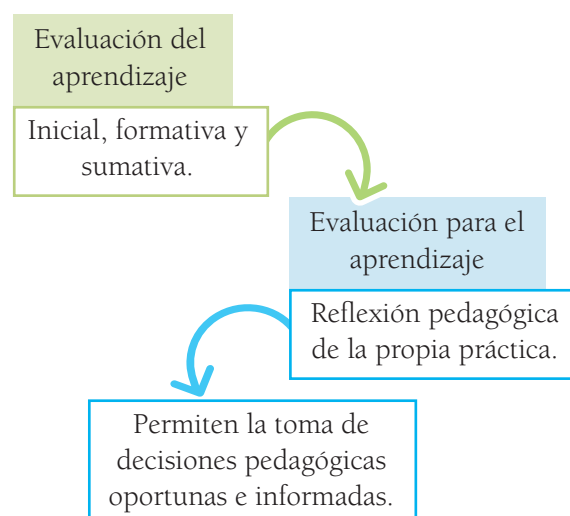 Evaluación del
aprendizaje
Inicial, formativa y
sumativa.
Evaluación para el
aprendizaje
Reflexión pedagógica
de la propia práctica.
Permiten la toma de
decisiones pedagógicas
oportunas e informadas.